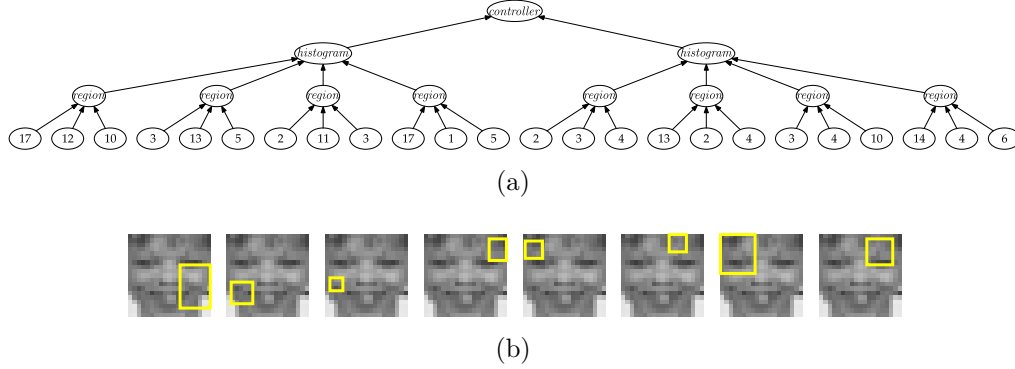 controller
histogram histogram
region region region region region region region region
17 12 10 3 13 5 2 11 3 17 1 5 2 3 4 13 2 4 3 4 10 14 4 6
(a)
(b)